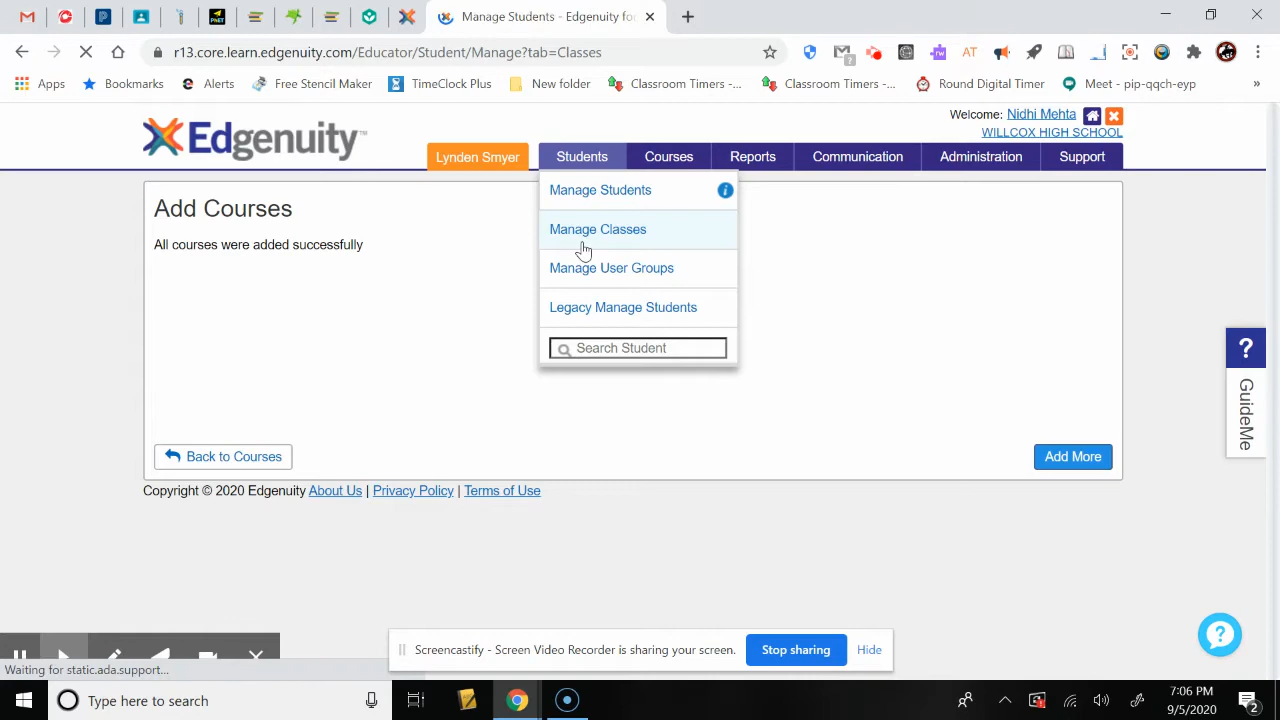 Manage Students - Edgenuity fo
r13.core.learn.edgenuity.com/Educator/Student/Manage?tab=Classes
rw AT
Apps Bookmarks Alerts Free Stencil Maker TimeClock Plus New folder Classroom Timers -... Classroom Timers -... Round Digital Timer Meet - pip-qqch-eyp »
Welcome: Nidhi Mehta
WILLCOX HIGH SCHOOL
Edgenuity™
Lynden Smyer Students Courses Reports Communication Administration Support
Manage Students i
Manage Classes
Manage User Groups
Legacy Manage Students
Search Student
Add Courses
All courses were added successfully
Back to Courses
Add More
Copyright © 2020 Edgenuity About Us | Privacy Policy | Terms of Use
?
GuideMe
?
Screencastify - Screen Video Recorder is sharing your screen. Stop sharing Hide
Waiting for static.ada.support...
Type here to search
7:06 PM
9/5/2020
2